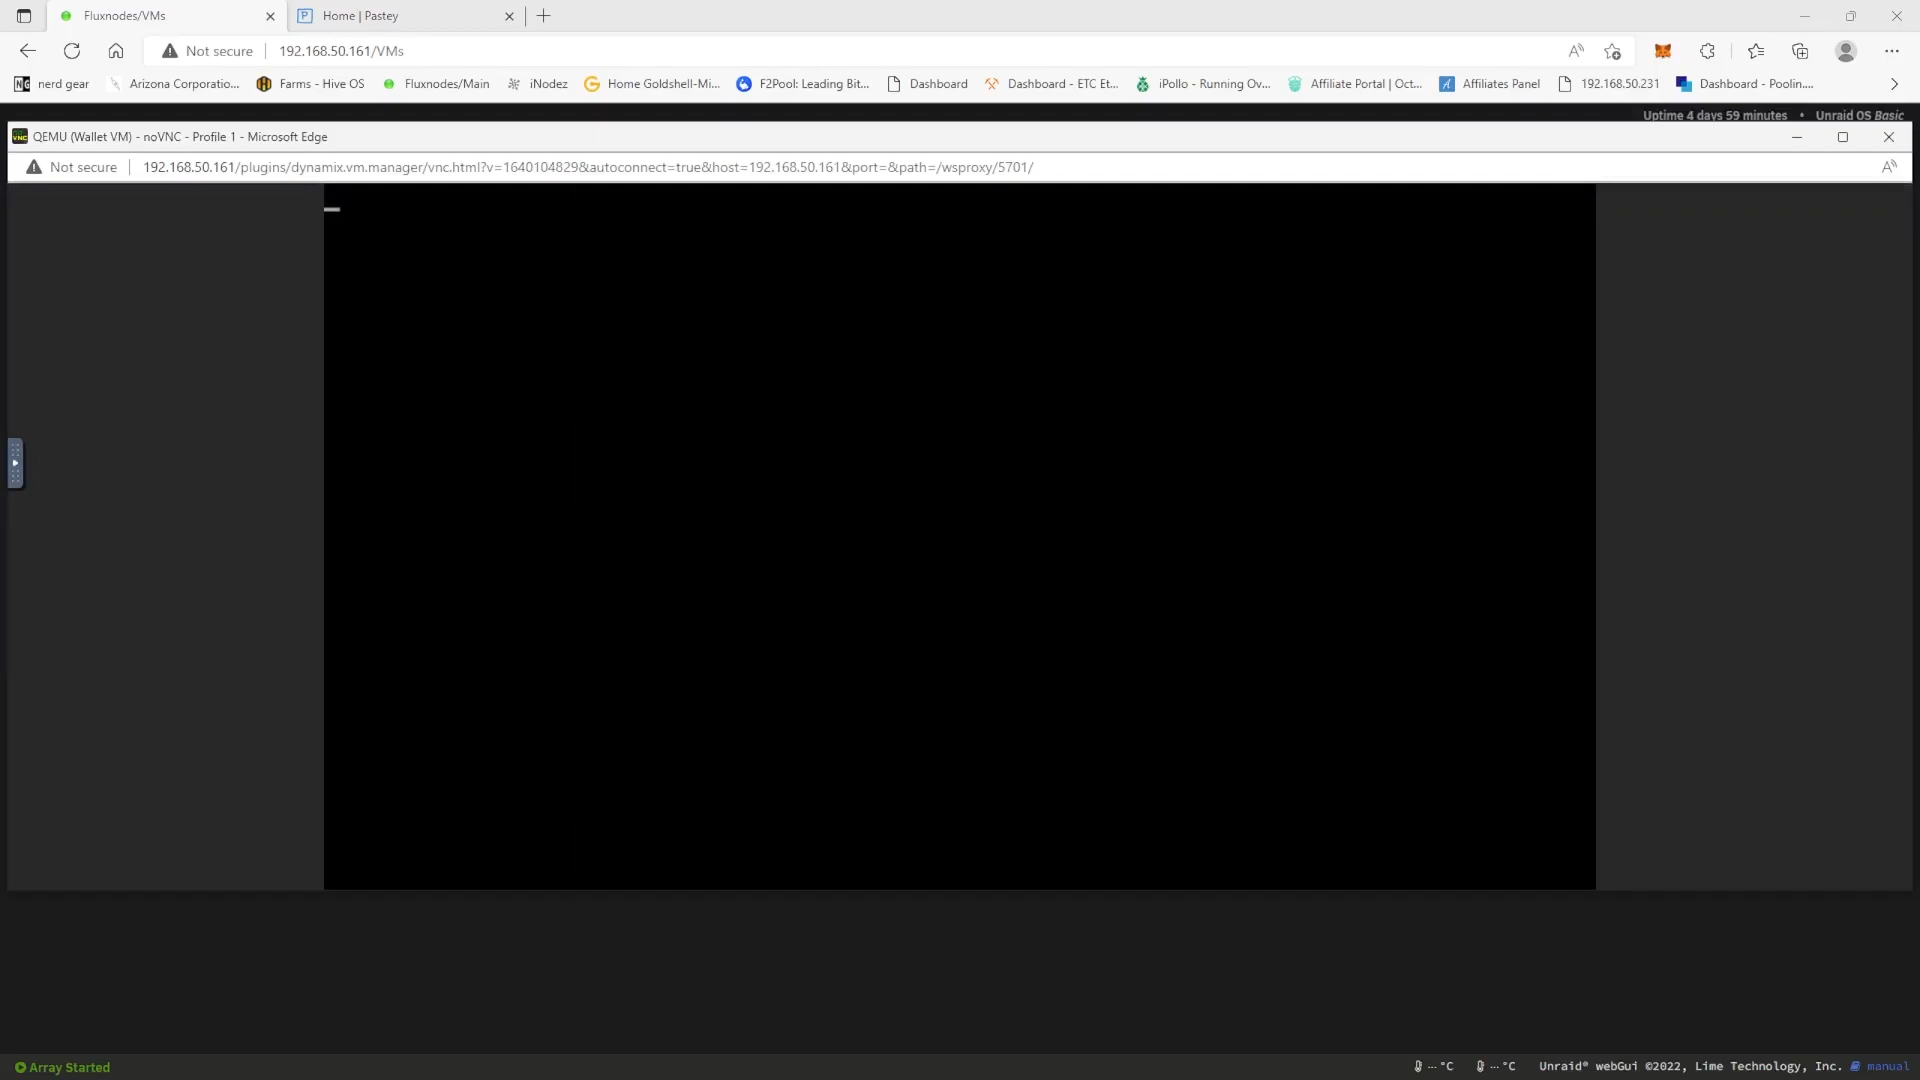 Fluxnodes/VMs
Home | Pastey
Not secure
192.168.50.161/VMs
nerd gear
Arizona Corporatio...
Farms - Hive OS
Fluxnodes/Main
iNodez
Home Goldshell-Mi...
F2Pool: Leading Bit...
Dashboard
Dashboard - ETC Et...
iPollo - Running Ov...
Affiliate Portal | Oct...
Affiliates Panel
192.168.50.231
Dashboard - Poolin....
Uptime 4 days 59 minutes • Unraid OS Basic
QEMU (Wallet VM) - noVNC - Profile 1 - Microsoft Edge
Not secure
192.168.50.161/plugins/dynamix.vm.manager/vnc.html?v=1640104829&autoconnect=true&host=192.168.50.161&port=&path=/wsproxy/5701/
Array Started
--- °C
--- °C
Unraid® webGui ©2022, Lime Technology, Inc.
manual